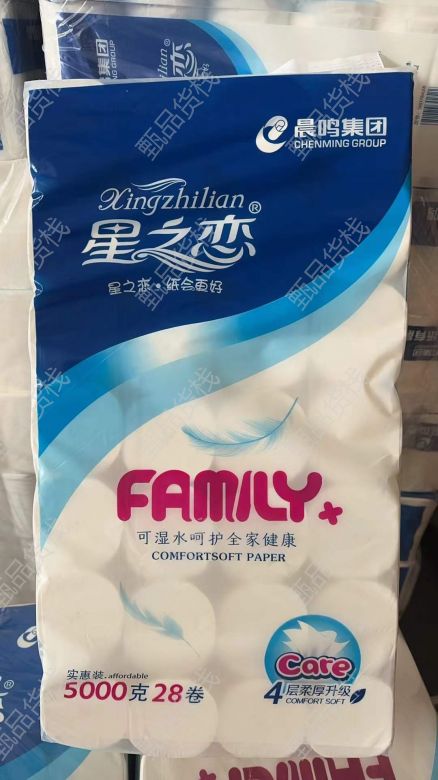 晨鸣集团
CHENMING GROUP
Xingzhilian
星之恋®
星之恋·纸会更好
FAMILY+
可湿水呵护全家健康
COMFORTSOFT PAPER
实惠装.affordable
5000克28卷
Care
4层柔厚升级
COMFORT SOFT
FAMILY+
甄品货栈